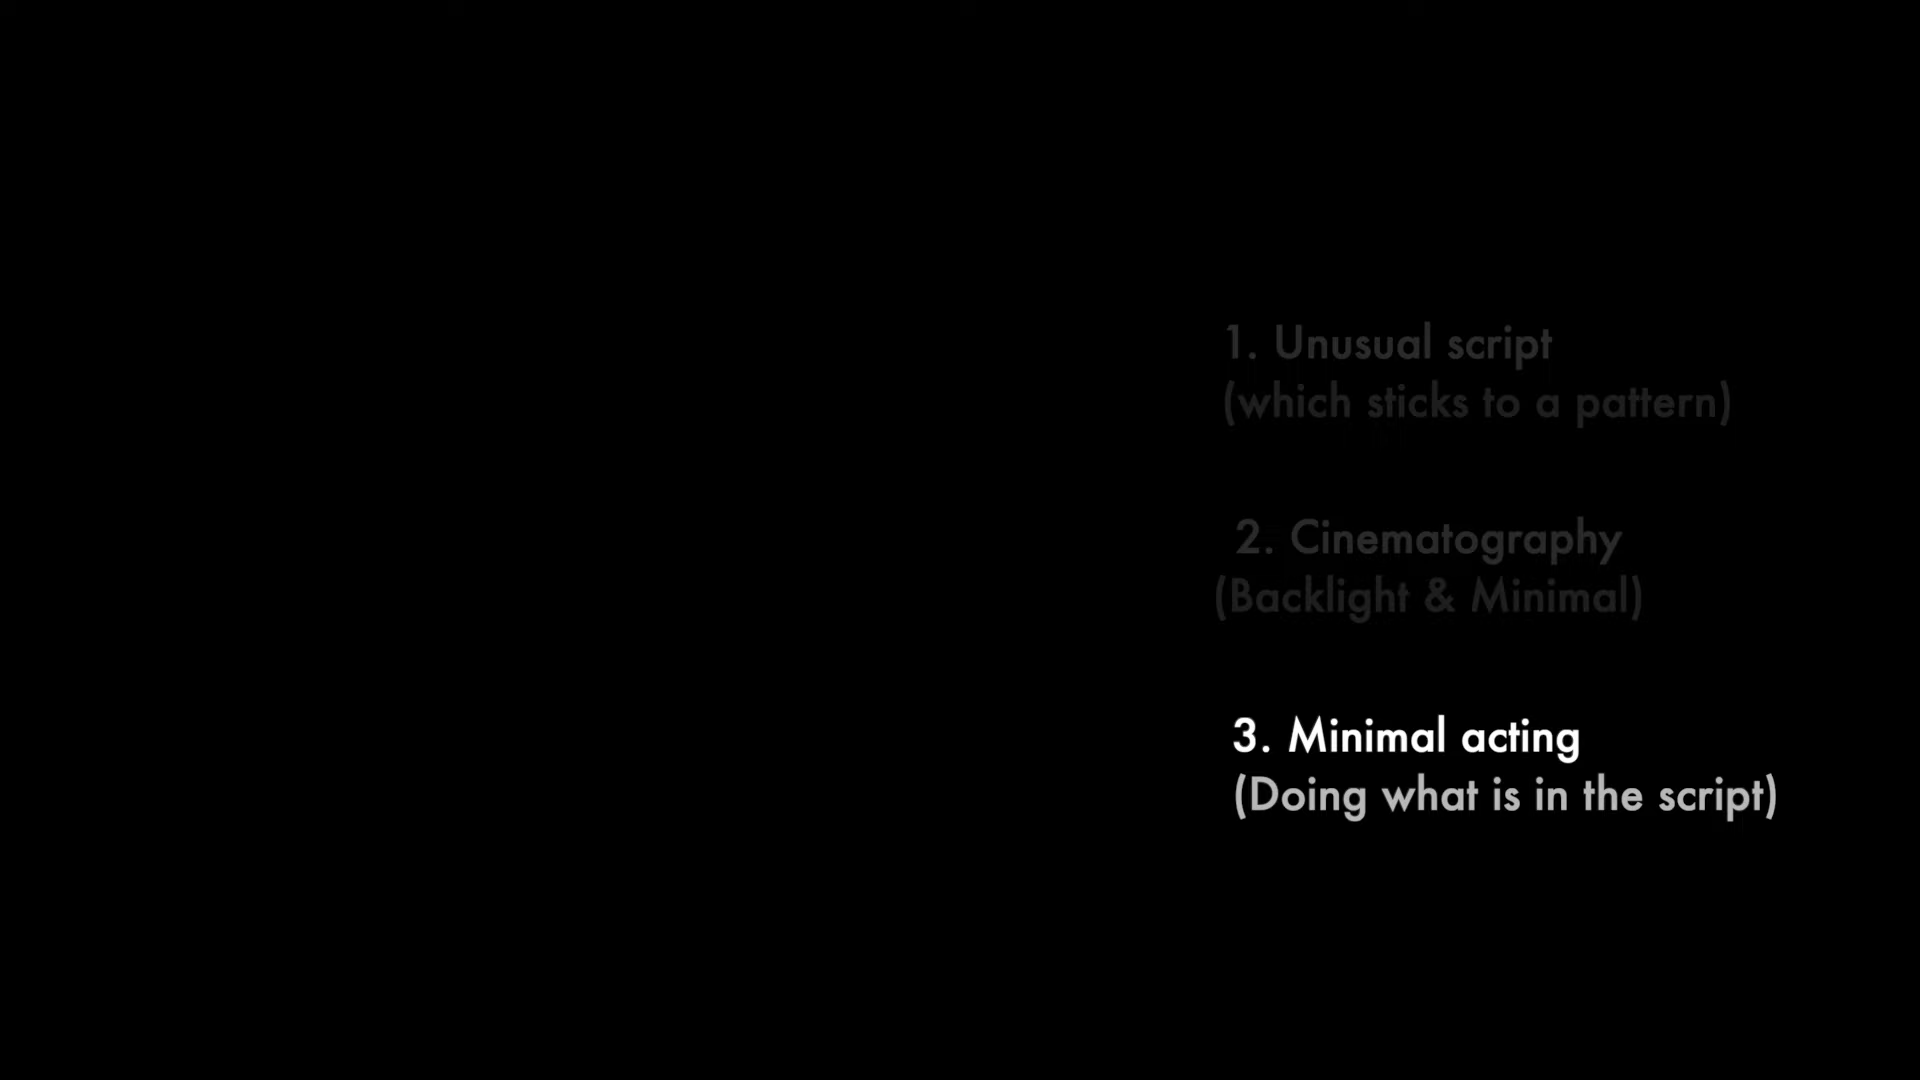 1. Unusual script
(which sticks to a pattern)
2. Cinematography
(Backlight & Minimal)
3. Minimal acting
(Doing what is in the script)